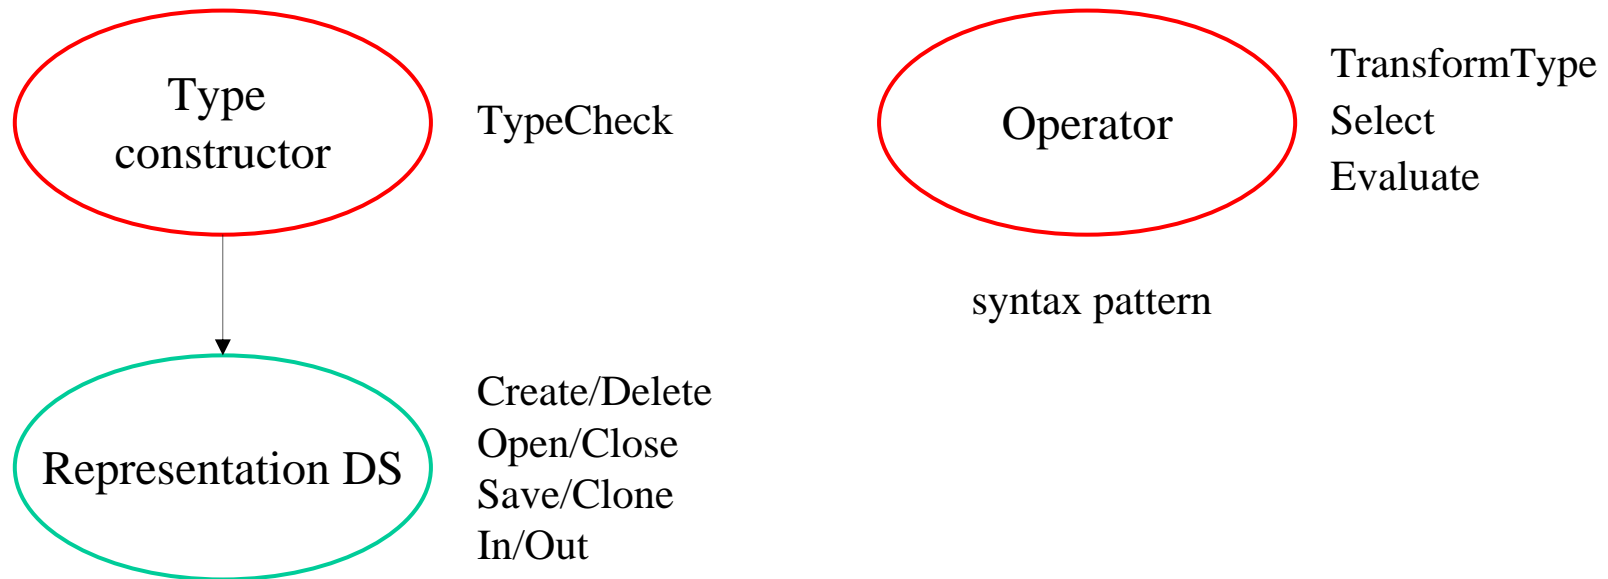 Type
constructor
TypeCheck
Representation DS
Create/Delete
Open/Close
Save/Clone
In/Out
Operator
TransformType
Select
Evaluate
syntax pattern